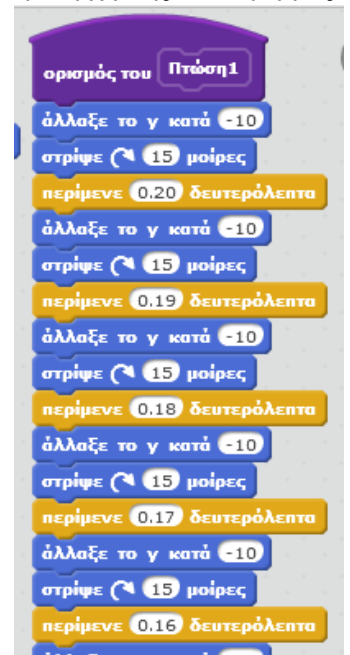 ορισμός του Πτώση1
άλλαξε το y κατά -10
στρίψε 15 μοίρες
περίμενε 0.20 δευτερόλεπτα
άλλαξε το y κατά -10
στρίψε 15 μοίρες
περίμενε 0.19 δευτερόλεπτα
άλλαξε το y κατά -10
στρίψε 15 μοίρες
περίμενε 0.18 δευτερόλεπτα
άλλαξε το y κατά -10
στρίψε 15 μοίρες
περίμενε 0.17 δευτερόλεπτα
άλλαξε το y κατά -10
στρίψε 15 μοίρες
περίμενε 0.16 δευτερόλεπτα